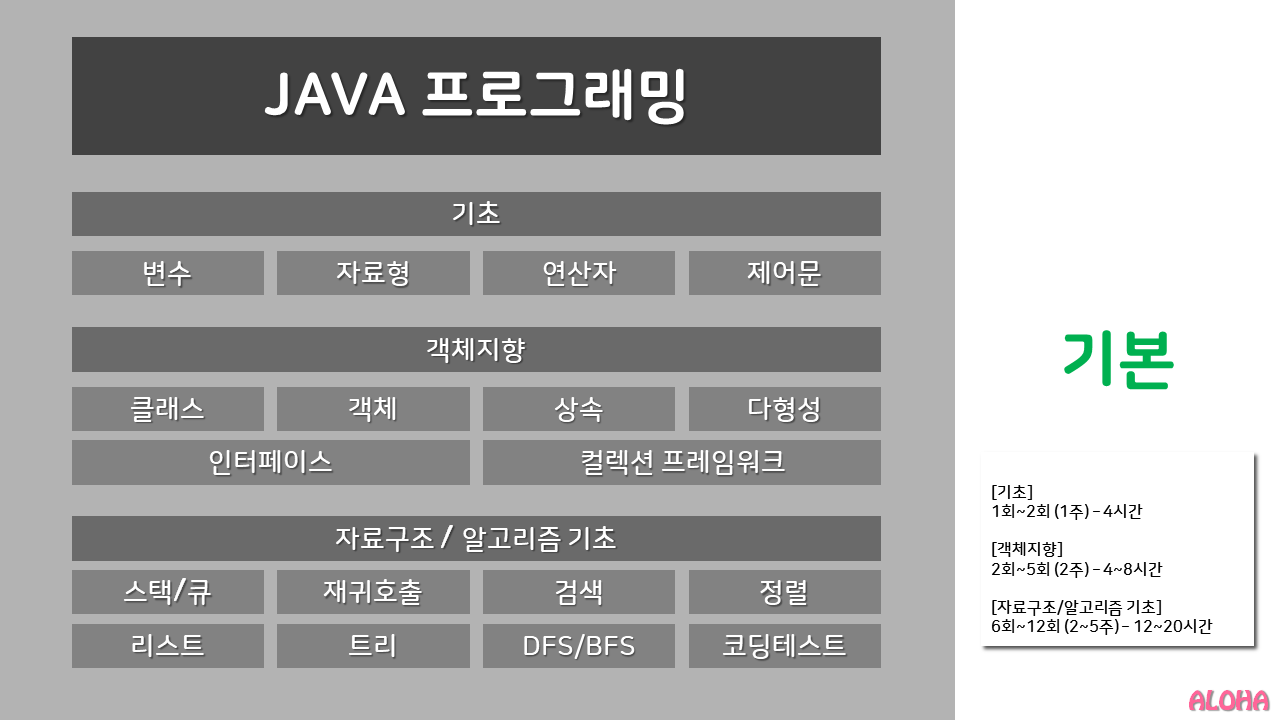 JAVA 프로그래밍
기초
변수 자료형 연산자 제어문
객체지향
클래스 객체 상속 다형성
인터페이스 컬렉션 프레임워크
자료구조 / 알고리즘 기초
스택/큐 재귀호출 검색 정렬
리스트 트리 DFS/BFS 코딩테스트
기본
[기초]
1회~2회 (1주) – 4시간
[객체지향]
2회~5회 (2주) – 4~8시간
[자료구조/알고리즘 기초]
6회~12회 (2~5주) – 12~20시간
ALOHA